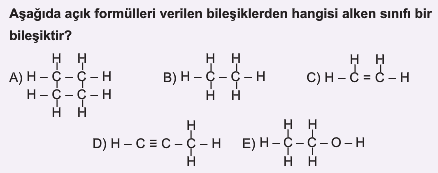 Aşağıda açık formülleri verilen bileşiklerden hangisi alken sınıfı bir
bileşiktir?
H H
A) H – C – C – H
H – C – C – H
H H
H H
B) H – C – C – H
H H
H H
C) H – C = C – H
H
D) H – C ≡ C – C – H
H
H H
E) H – C – C – O – H
H H